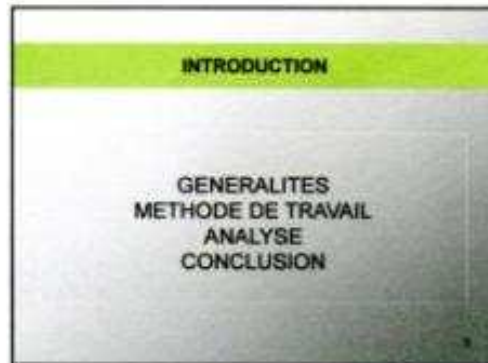 INTRODUCTION
GENERALITES
METHODE DE TRAVAIL
ANALYSE
CONCLUSION